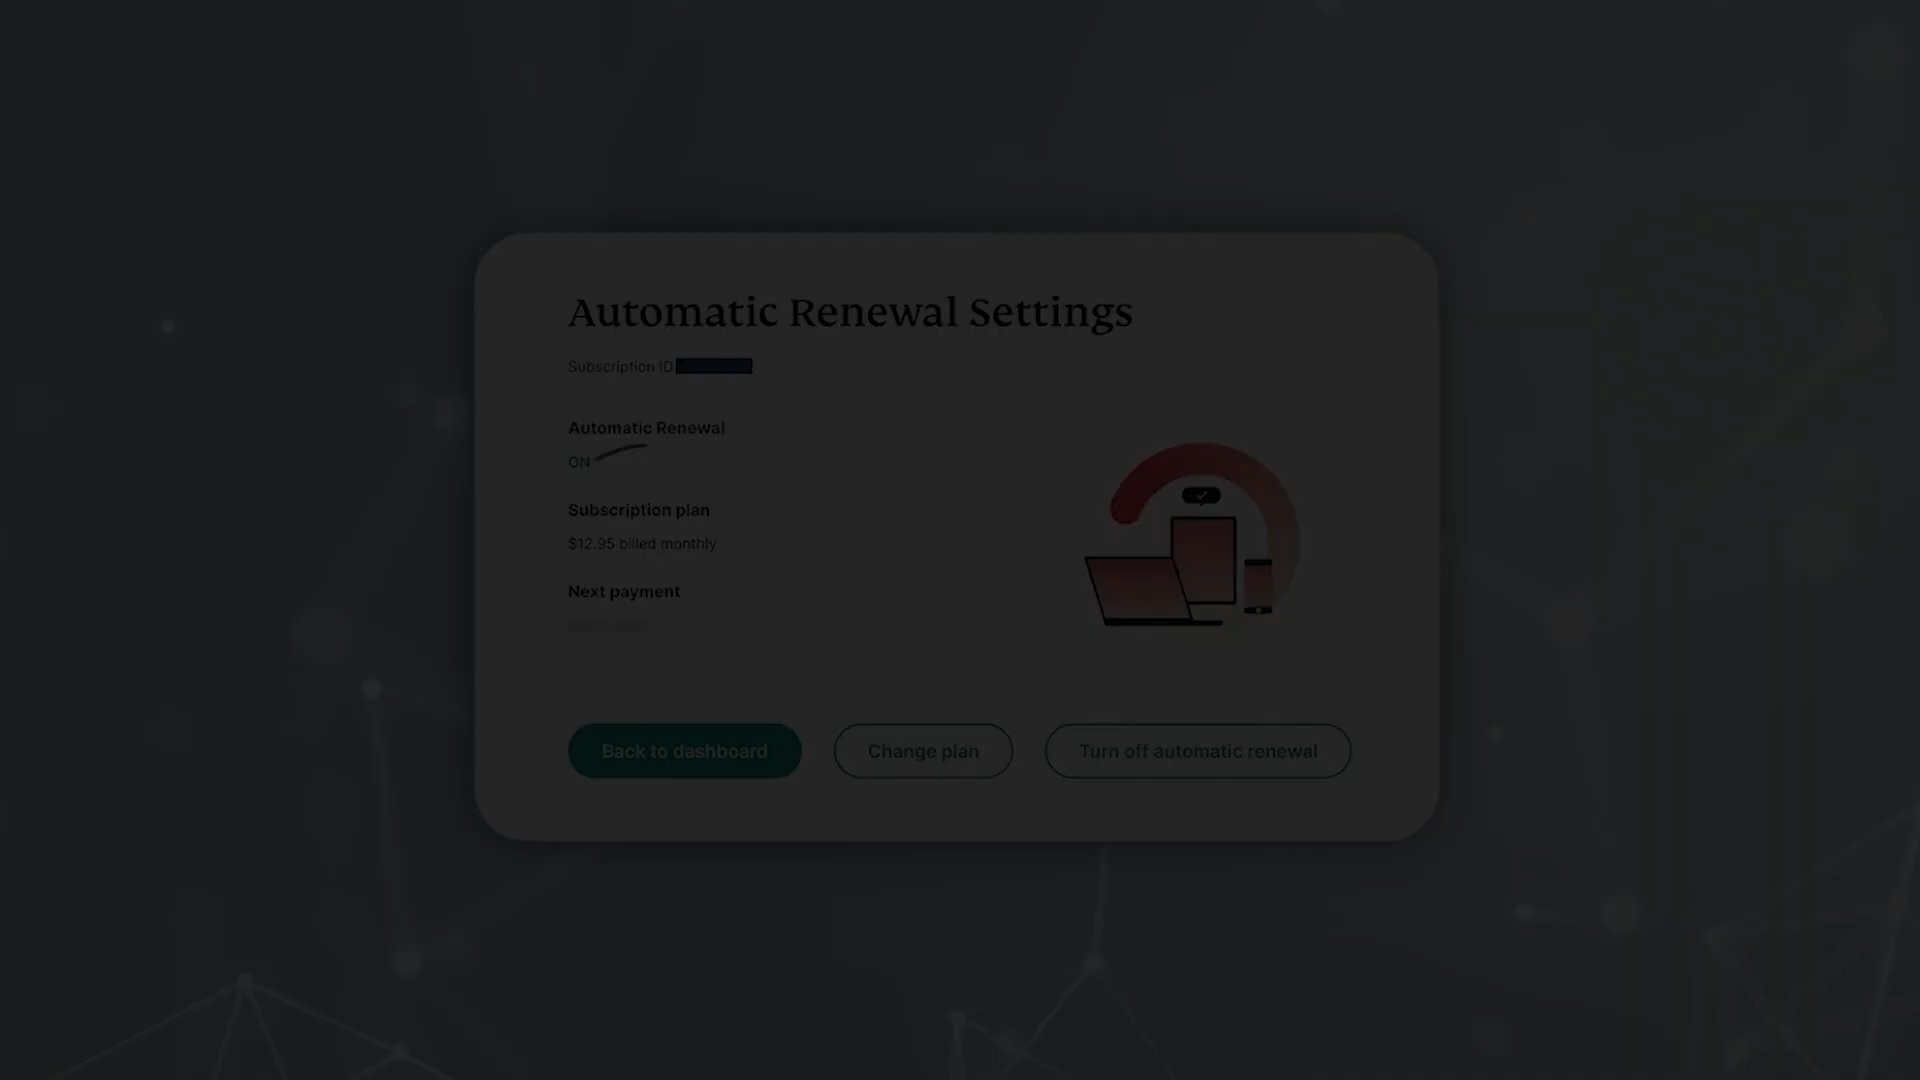 Automatic Renewal Settings
Subscription ID
Automatic Renewal
ON
Subscription plan
$12.95 billed monthly
Next payment
Back to dashboard
Change plan
Turn off automatic renewal